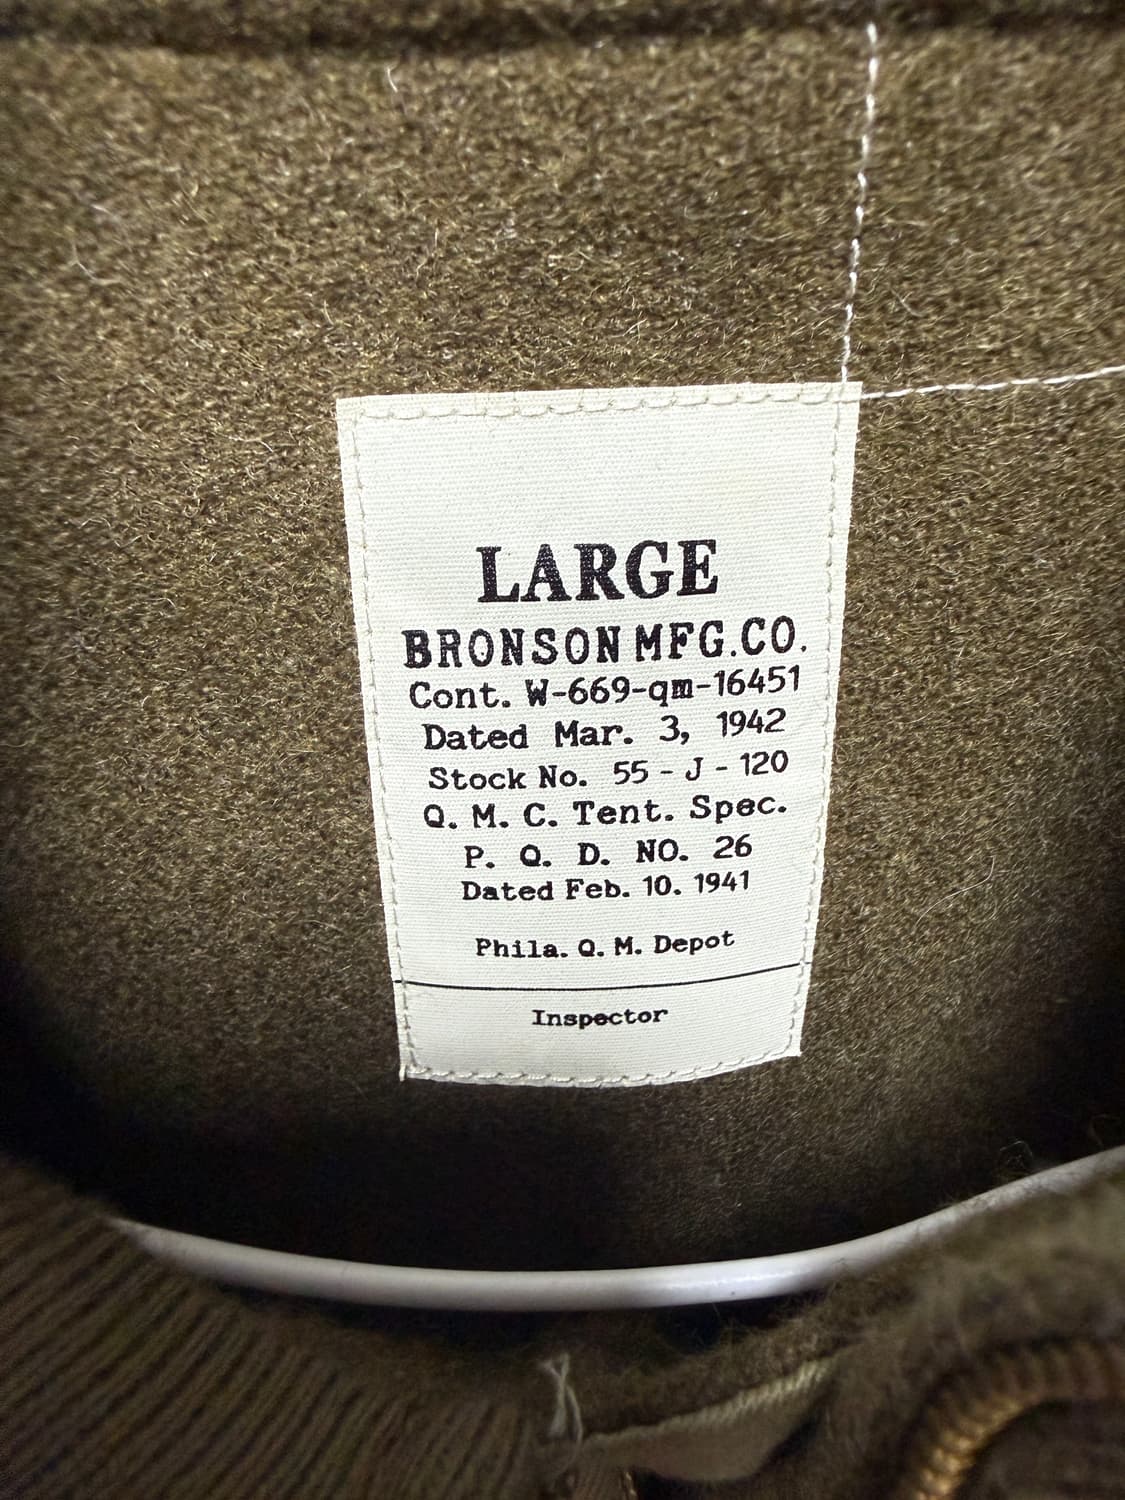 LARGE
BRONSON MFG.CO.
Cont. W-669-qm-16451
Dated Mar. 3, 1942
Stock No. 55 - J - 120
Q. M. C. Tent. Spec.
P. Q. D. NO. 26
Dated Feb. 10. 1941
Phila. Q. M. Depot
Inspector